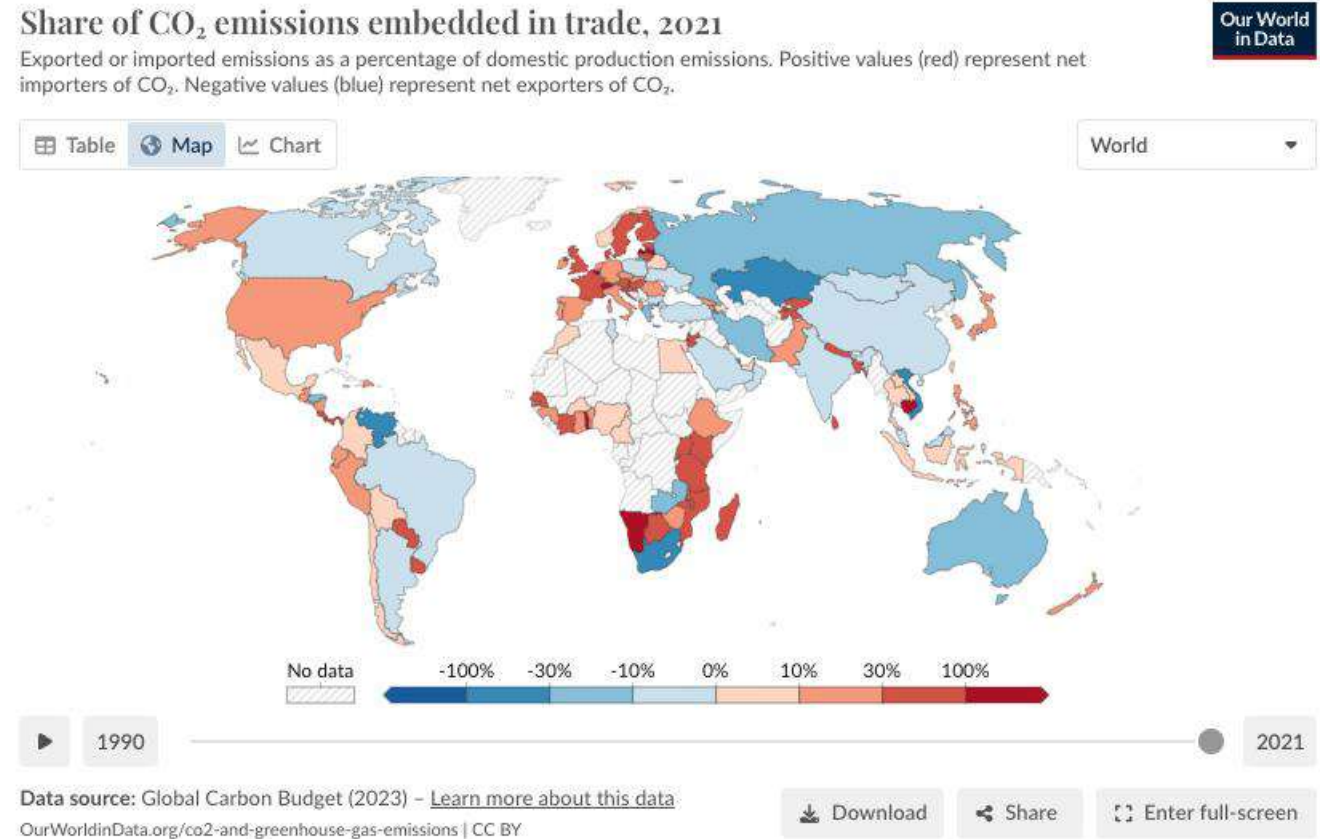 Share of CO₂ emissions embedded in trade, 2021
Our World
in Data
Exported or imported emissions as a percentage of domestic production emissions. Positive values (red) represent net
importers of CO₂. Negative values (blue) represent net exporters of CO₂.
Table
Map
Chart
World
No data
-100%
-30%
-10%
0%
10%
30%
100%
1990
2021
Data source: Global Carbon Budget (2023) – Learn more about this data
OurWorldinData.org/co2-and-greenhouse-gas-emissions | CC BY
Download
Share
Enter full-screen